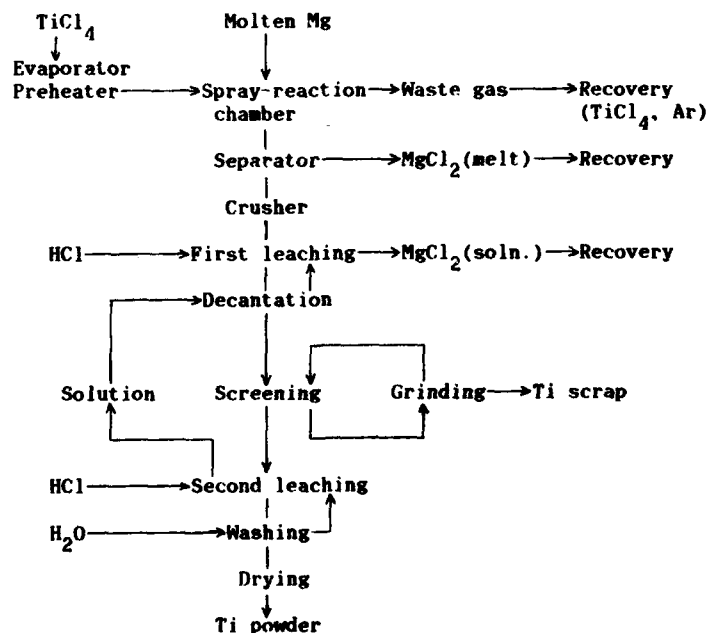 TiCl4 Molten Mg
Evaporator
Preheater Spray-reaction Waste gas Recovery
chamber (TiCl4, Ar)
Separator MgCl2(melt) Recovery
Crusher
HCl First leaching MgCl2(soln.) Recovery
Decantation
Solution Screening Grinding Ti scrap
HCl Second leaching
H2O Washing
Drying
Ti powder